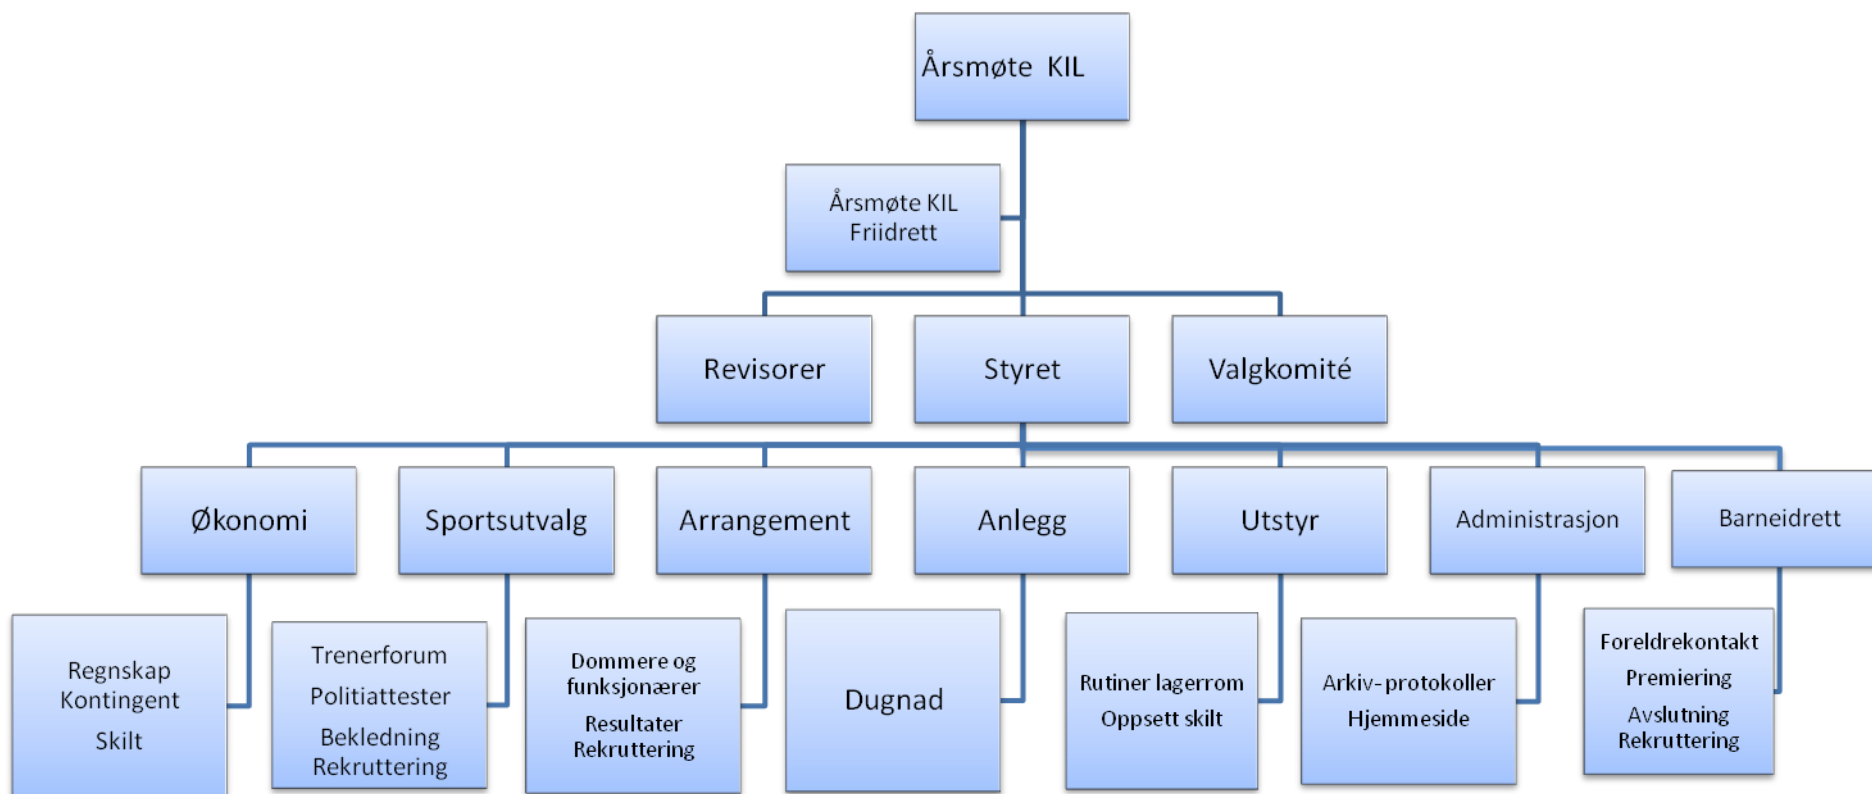 Årsmøte KIL
Årsmøte KIL
Friidrett
Revisorer
Styret
Valgkomité
Økonomi
Sportsutvalg
Arrangement
Anlegg
Utstyr
Administrasjon
Barneidrett
Regnskap
Kontingent
Skilt
Trenerforum
Politiattester
Bekledning
Rekruttering
Dommere og
funksjonærer
Resultater
Rekruttering
Dugnad
Rutiner lagerrom
Oppsett skilt
Arkiv-protokoller
Hjemmeside
Foreldrekontakt
Premiering
Avslutning
Rekruttering